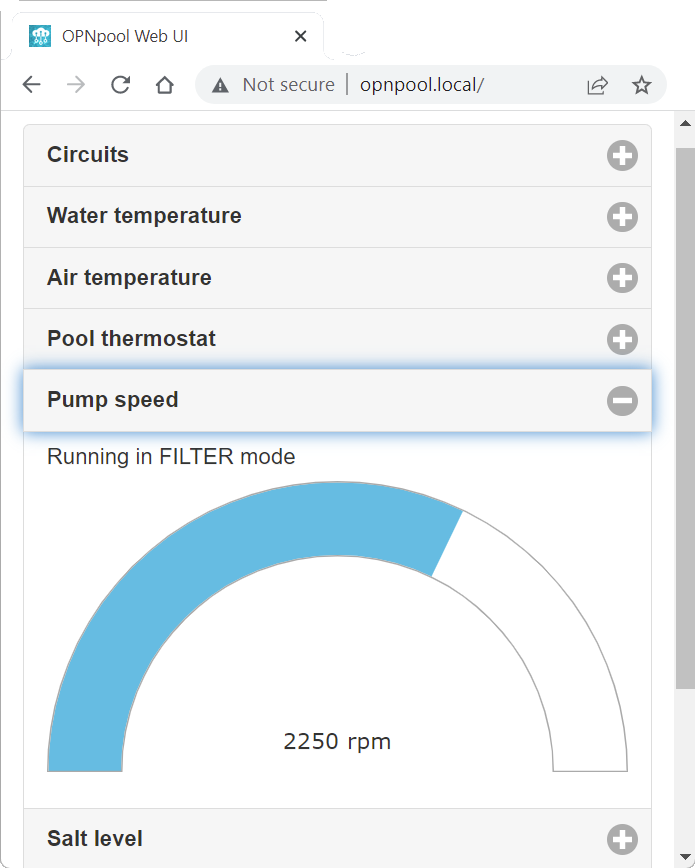 OPNpool Web UI
Not secure | opnpool.local/
Circuits
Water temperature
Air temperature
Pool thermostat
Pump speed
Running in FILTER mode
2250 rpm
Salt level